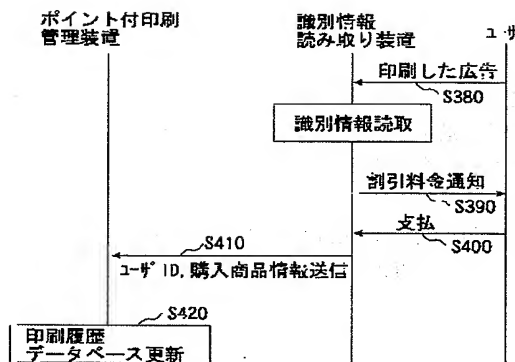 ポイント付印刷
管理装置
識別情報
読み取り装置
ユーザ
印刷した広告
S380
識別情報読取
割引料金通知
S390
支払
S400
S410
ユーザID,購入商品情報送信
S420
印刷履歴
データベース更新